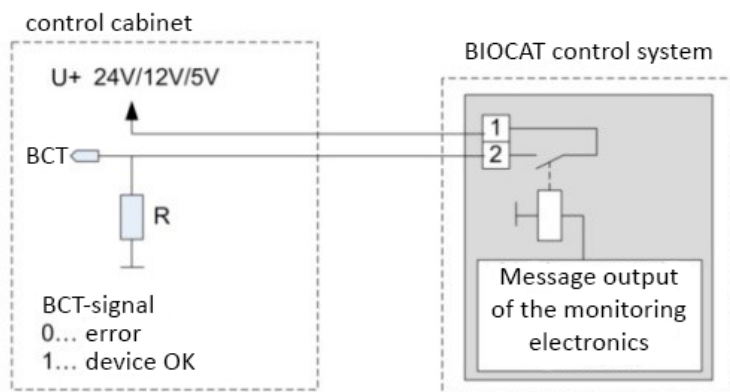 control cabinet
BIOCAT control system
U+ 24V/12V/5V
1
BCT
2
R
BCT-signal
0... error
1... device OK
Message output
of the monitoring
electronics